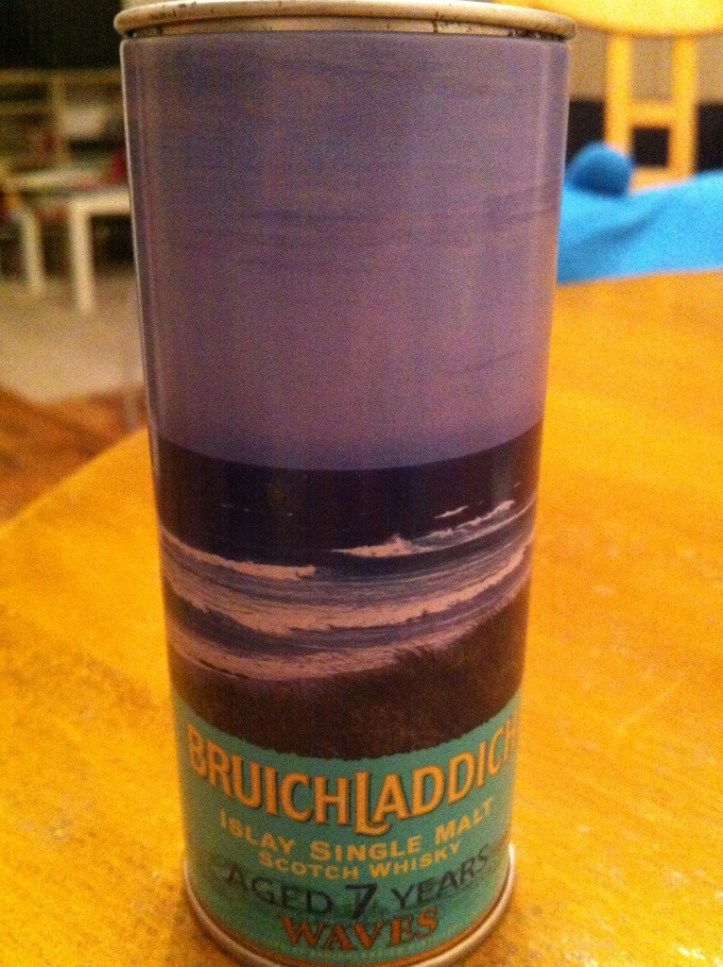 BRUICHLADDICH
ISLAY SINGLE MALT
SCOTCH WHISKY
AGED 7 YEARS
WAVES